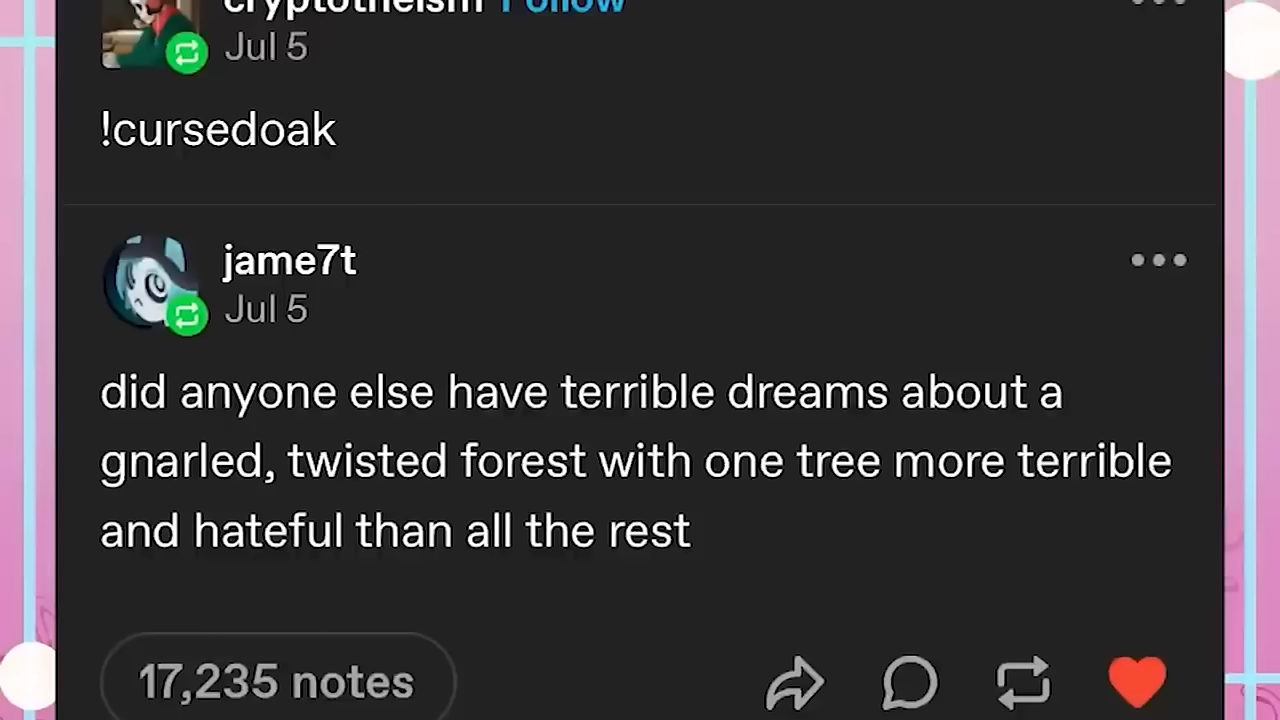 cryptotheism Follow
Jul 5
!cursedoak
jame7t
Jul 5
did anyone else have terrible dreams about a
gnarled, twisted forest with one tree more terrible
and hateful than all the rest
17,235 notes